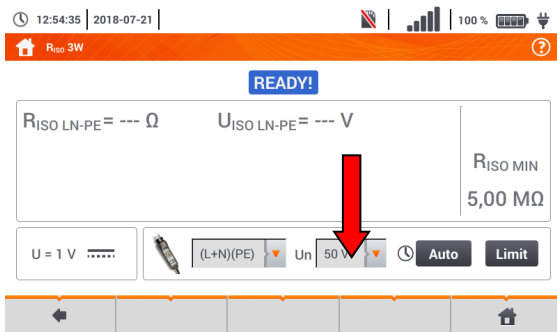 12:54:35 2018-07-21 100 %
RISO 3W ?
READY!
RISO LN-PE= --- Ω UISO LN-PE= --- V
RISO MIN
5,00 MΩ
U = 1 V (L+N)(PE) Un 50 V Auto Limit